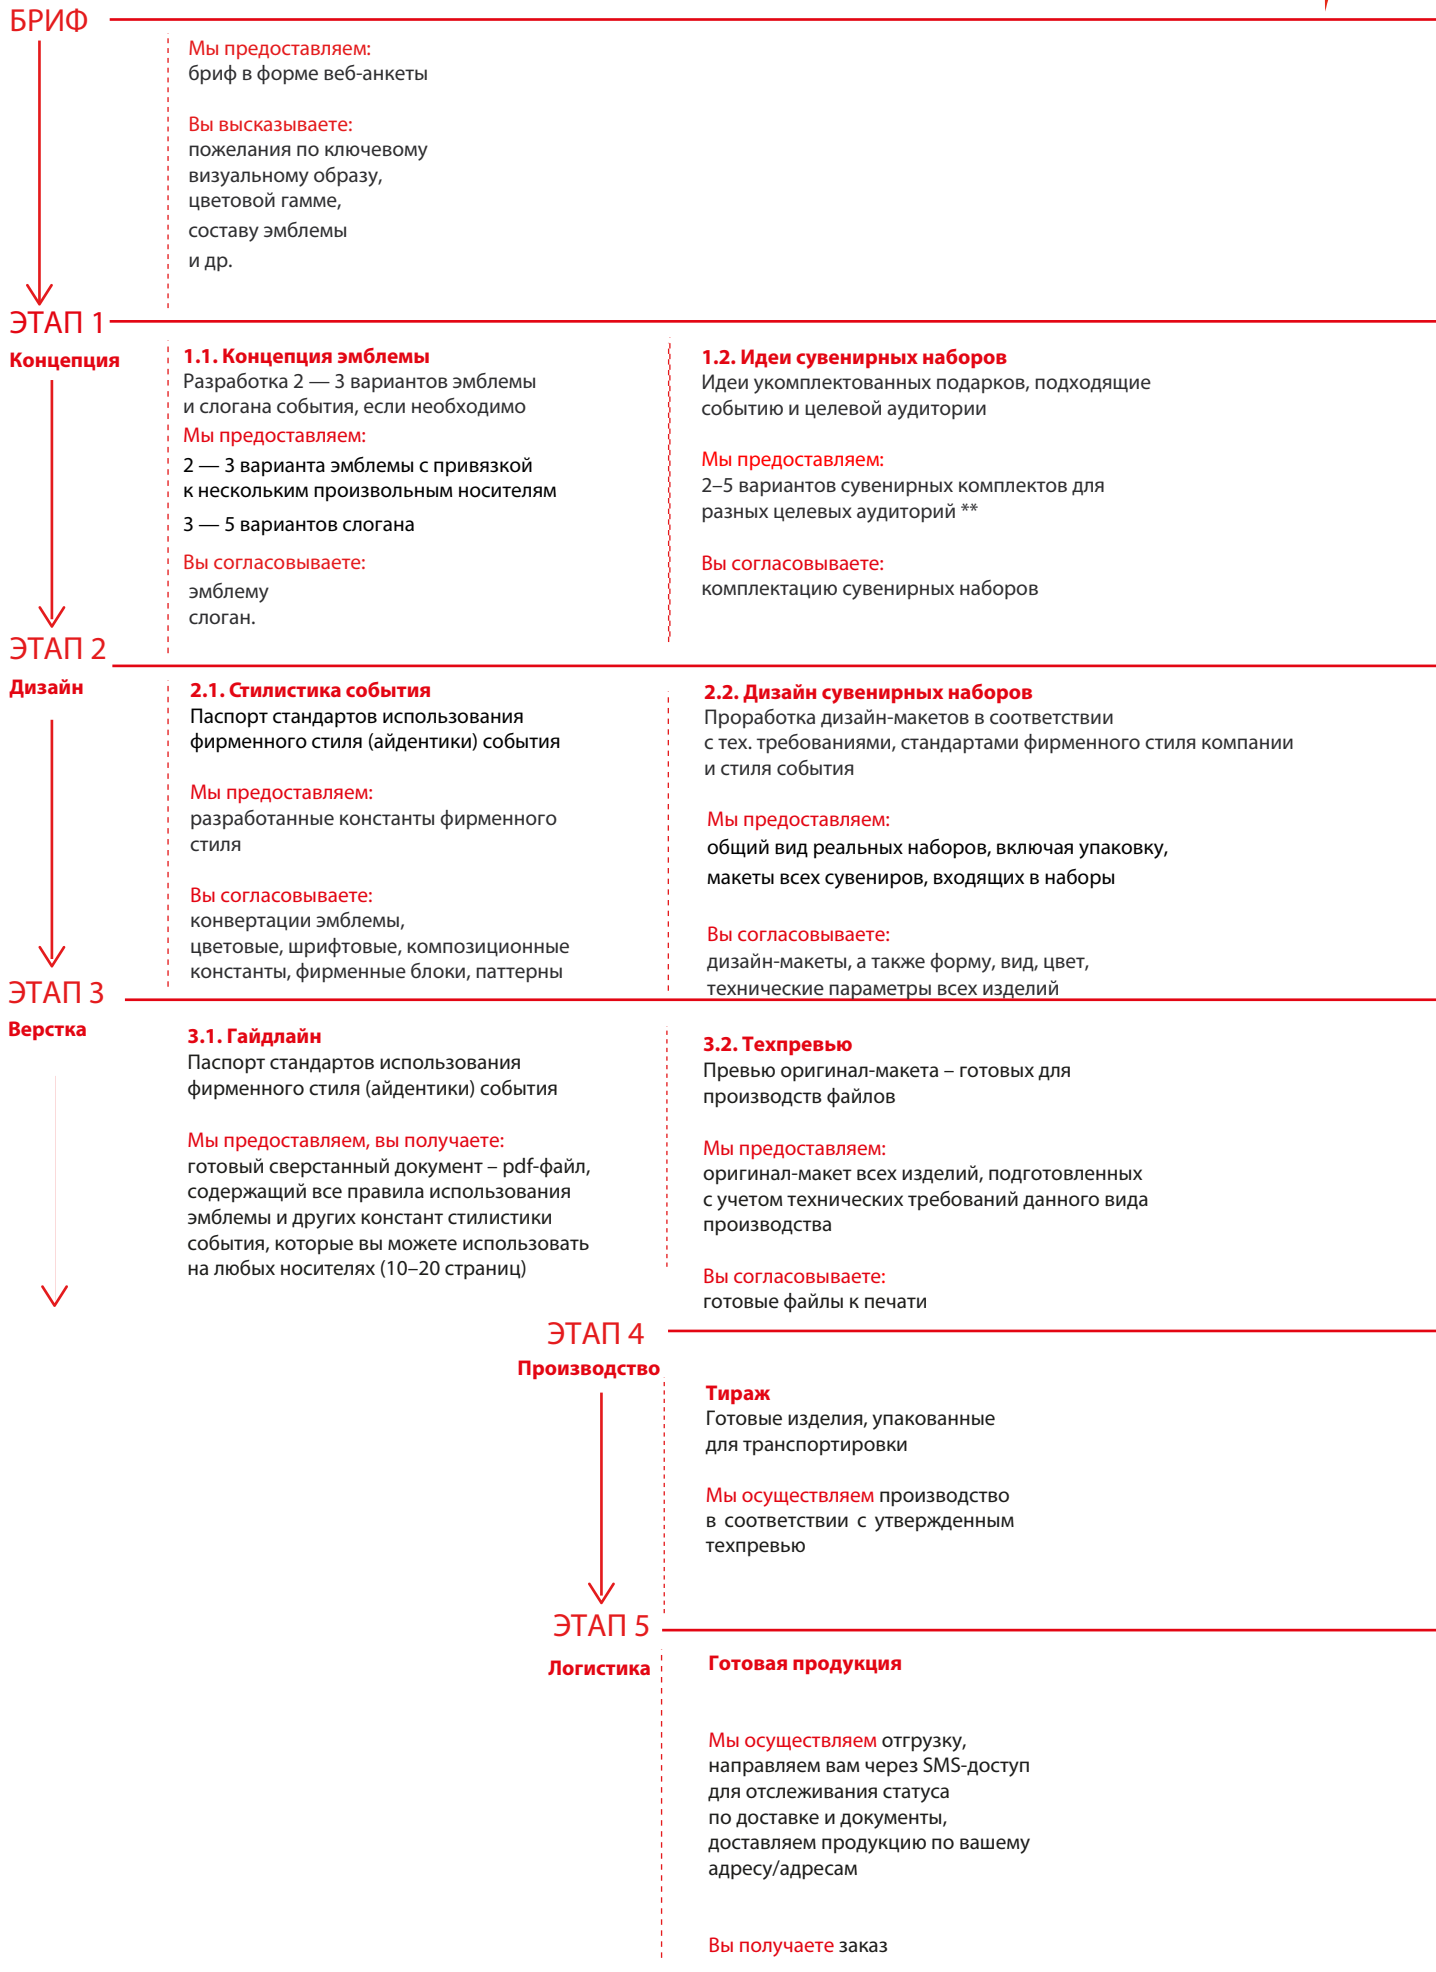 БРИФ
Мы предоставляем:
бриф в форме веб-анкеты
Вы высказываете:
пожелания по ключевому
визуальному образу,
цветовой гамме,
составу эмблемы
и др.
ЭТАП 1
Концепция
1.1. Концепция эмблемы
Разработка 2 — 3 вариантов эмблемы
и слогана события, если необходимо
Мы предоставляем:
2 — 3 варианта эмблемы с привязкой
к нескольким произвольным носителям
3 — 5 вариантов слогана
Вы согласовываете:
эмблему
слоган.
1.2. Идеи сувенирных наборов
Идеи укомплектованных подарков, подходящие
событию и целевой аудитории
Мы предоставляем:
2–5 вариантов сувенирных комплектов для
разных целевых аудиторий **
Вы согласовываете:
комплектацию сувенирных наборов
ЭТАП 2
Дизайн
2.1. Стилистика события
Паспорт стандартов использования
фирменного стиля (айдентики) события
Мы предоставляем:
разработанные константы фирменного
стиля
Вы согласовываете:
конвертации эмблемы,
цветовые, шрифтовые, композиционные
константы, фирменные блоки, паттерны
2.2. Дизайн сувенирных наборов
Проработка дизайн-макетов в соответствии
с тех. требованиями, стандартами фирменного стиля компании
и стиля события
Мы предоставляем:
общий вид реальных наборов, включая упаковку,
макеты всех сувениров, входящих в наборы
Вы согласовываете:
дизайн-макеты, а также форму, вид, цвет,
технические параметры всех изделий
ЭТАП 3
Верстка
3.1. Гайдлайн
Паспорт стандартов использования
фирменного стиля (айдентики) события
Мы предоставляем, вы получаете:
готовый сверстанный документ – pdf-файл,
содержащий все правила использования
эмблемы и других констант стилистики
события, которые вы можете использовать
на любых носителях (10–20 страниц)
3.2. Техпревью
Превью оригинал-макета – готовых для
производств файлов
Мы предоставляем:
оригинал-макет всех изделий, подготовленных
с учетом технических требований данного вида
производства
Вы согласовываете:
готовые файлы к печати
ЭТАП 4
Производство
Тираж
Готовые изделия, упакованные
для транспортировки
Мы осуществляем производство
в соответствии с утвержденным
техпревью
ЭТАП 5
Логистика
Готовая продукция
Мы осуществляем отгрузку,
направляем вам через SMS-доступ
для отслеживания статуса
по доставке и документы,
доставляем продукцию по вашему
адресу/адресам
Вы получаете заказ